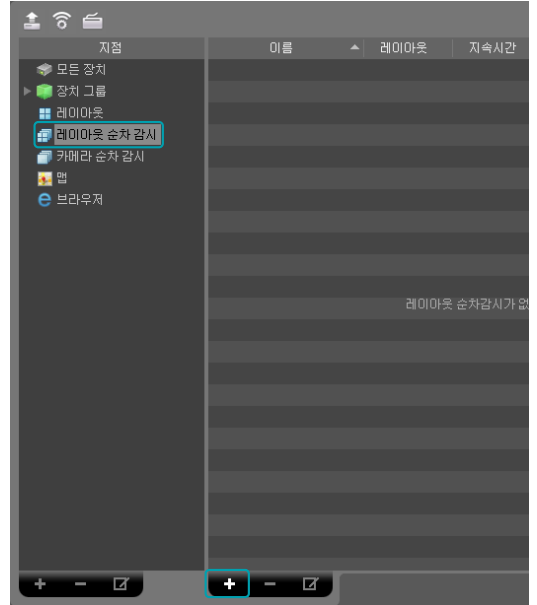 지점
이름
레이아웃
지속시간
모든 장치
장치 그룹
레이아웃
레이아웃 순차 감시
카메라 순차 감시
맵
브라우저
레이아웃 순차감시가 없